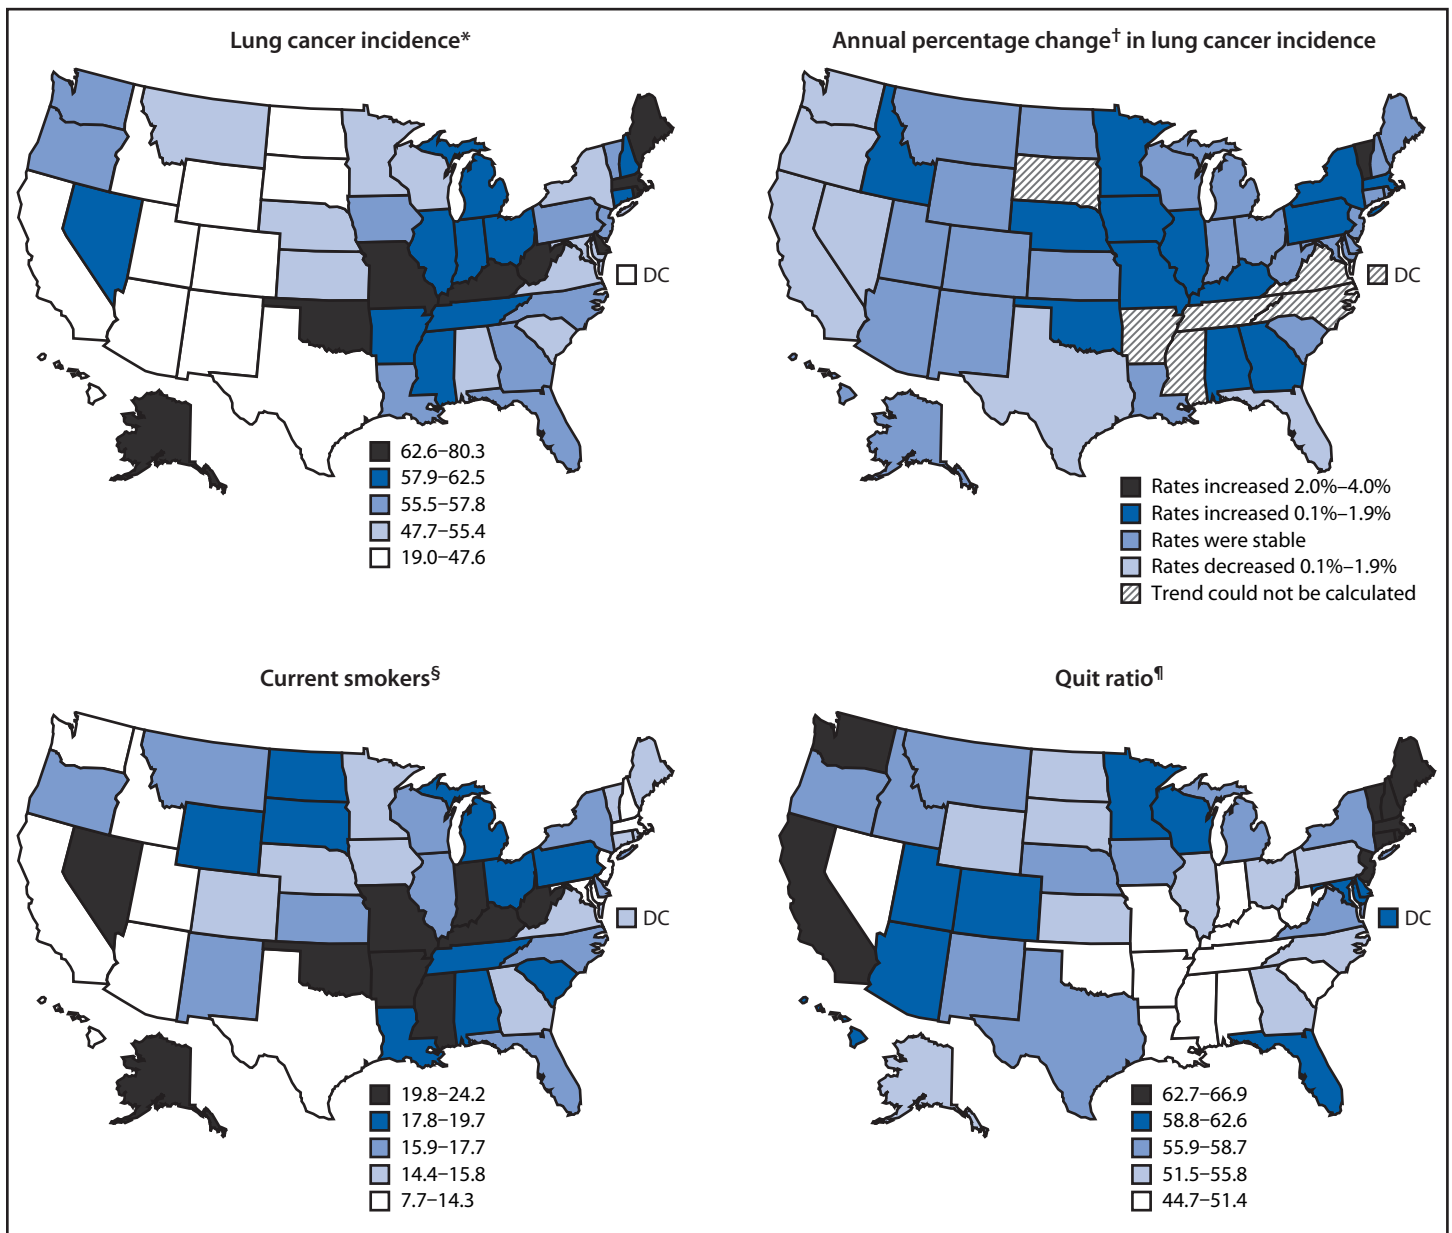 Lung cancer incidence*
DC
62.6–80.3
57.9–62.5
55.5–57.8
47.7–55.4
19.0–47.6
Annual percentage change† in lung cancer incidence
DC
Rates increased 2.0%–4.0%
Rates increased 0.1%–1.9%
Rates were stable
Rates decreased 0.1%–1.9%
Trend could not be calculated
Current smokers§
DC
19.8–24.2
17.8–19.7
15.9–17.7
14.4–15.8
7.7–14.3
Quit ratio¶
DC
62.7–66.9
58.8–62.6
55.9–58.7
51.5–55.8
44.7–51.4